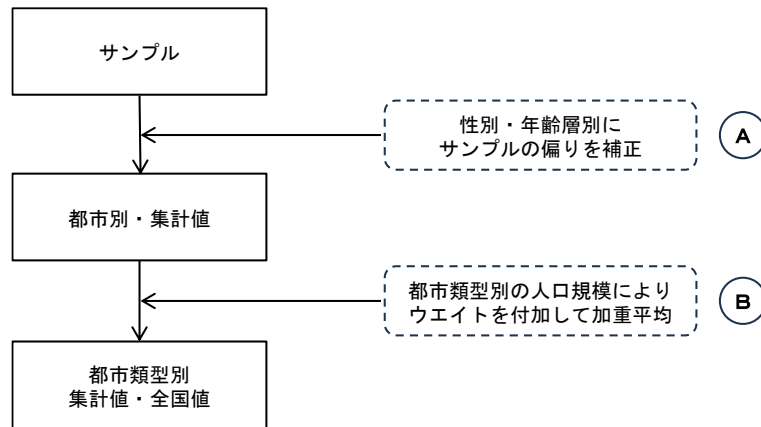 サンプル
性別・年齢層別に
サンプルの偏りを補正
A
都市別・集計値
都市類型別の人口規模により
ウエイトを付加して加重平均
B
都市類型別
集計値・全国値